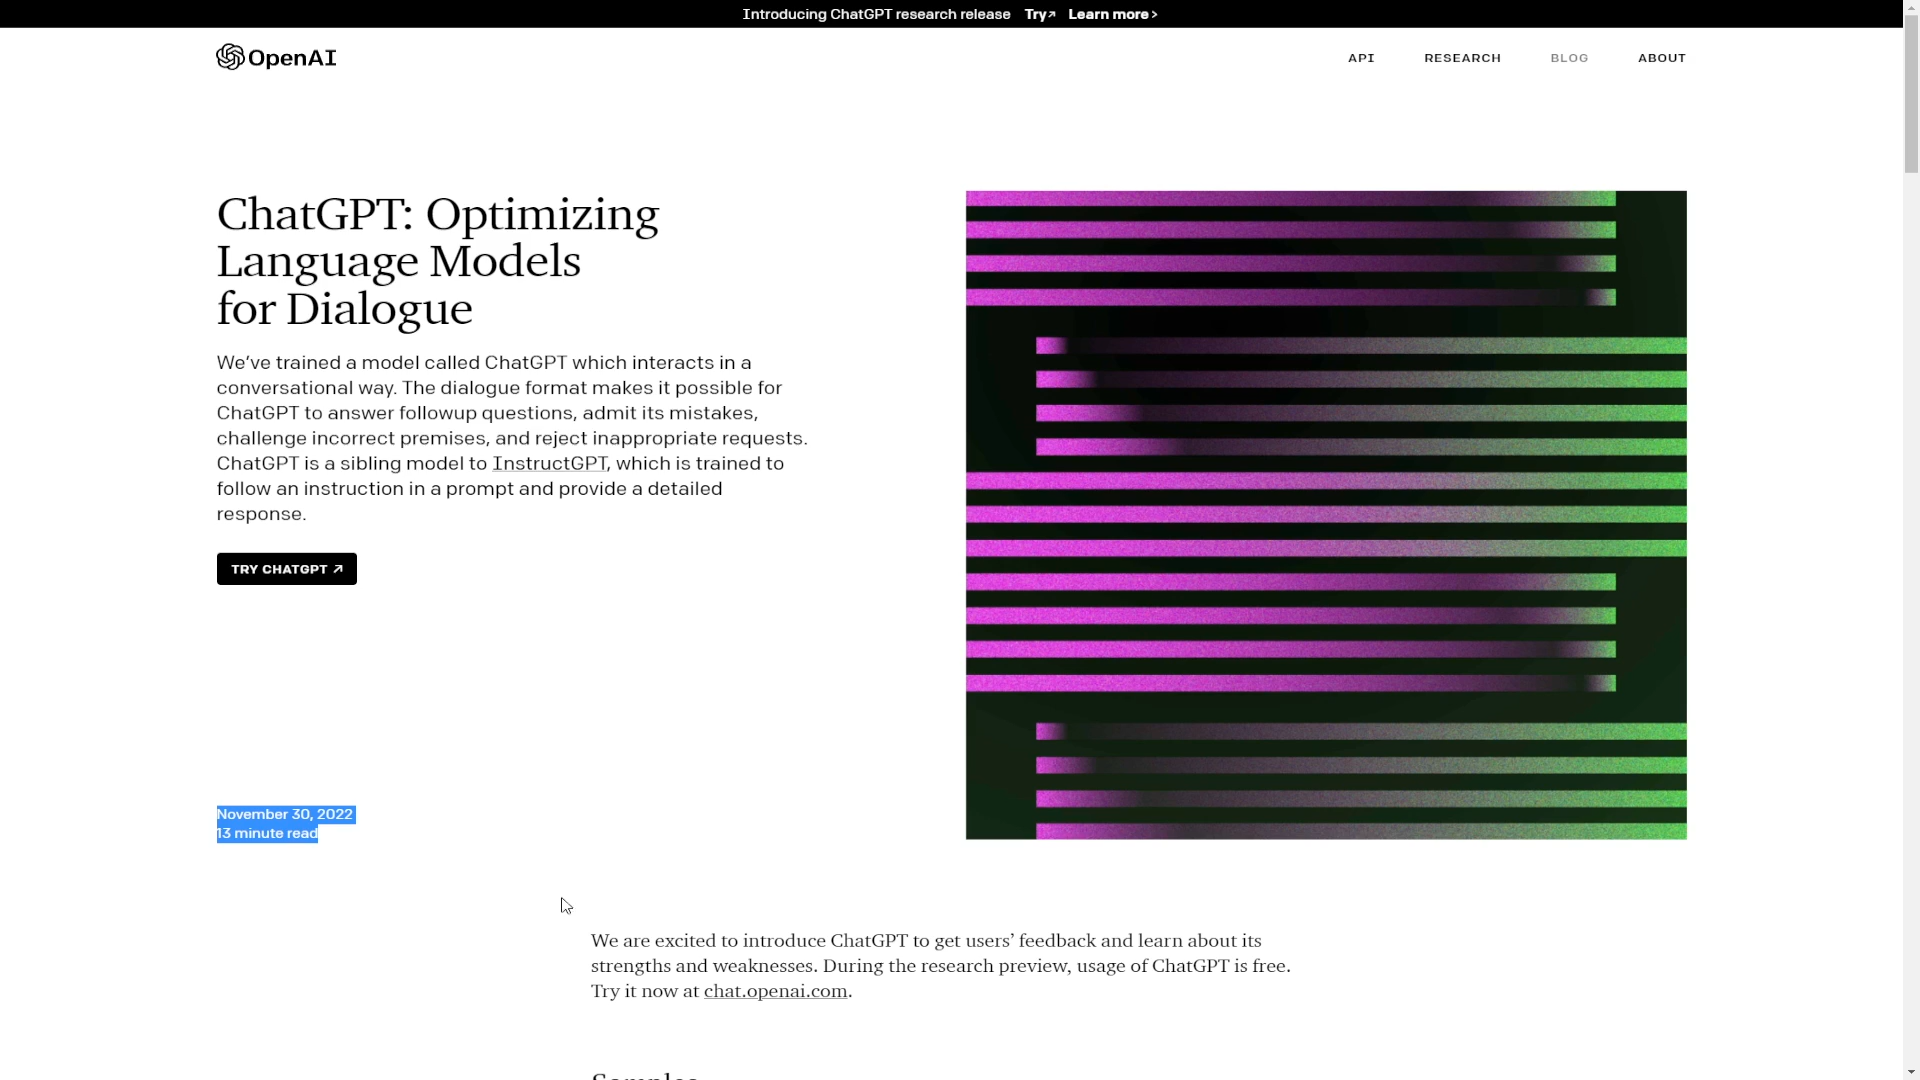 Introducing ChatGPT research release Try↗ Learn more >
OpenAI
API RESEARCH BLOG ABOUT
ChatGPT: Optimizing
Language Models
for Dialogue
We’ve trained a model called ChatGPT which interacts in a
conversational way. The dialogue format makes it possible for
ChatGPT to answer followup questions, admit its mistakes,
challenge incorrect premises, and reject inappropriate requests.
ChatGPT is a sibling model to InstructGPT, which is trained to
follow an instruction in a prompt and provide a detailed
response.
TRY CHATGPT ↗
November 30, 2022
13 minute read
We are excited to introduce ChatGPT to get users’ feedback and learn about its
strengths and weaknesses. During the research preview, usage of ChatGPT is free.
Try it now at chat.openai.com.
Samples